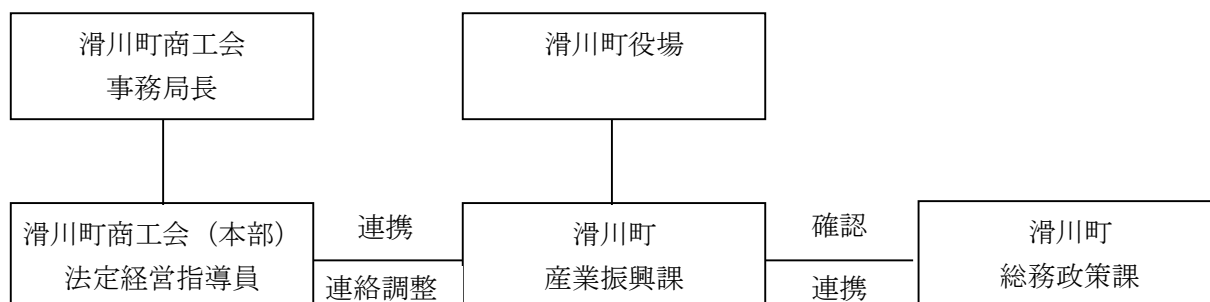 滑川町商工会
事務局長
滑川町役場
滑川町商工会（本部）
法定経営指導員
連携
連絡調整
滑川町
産業振興課
確認
連携
滑川町
総務政策課